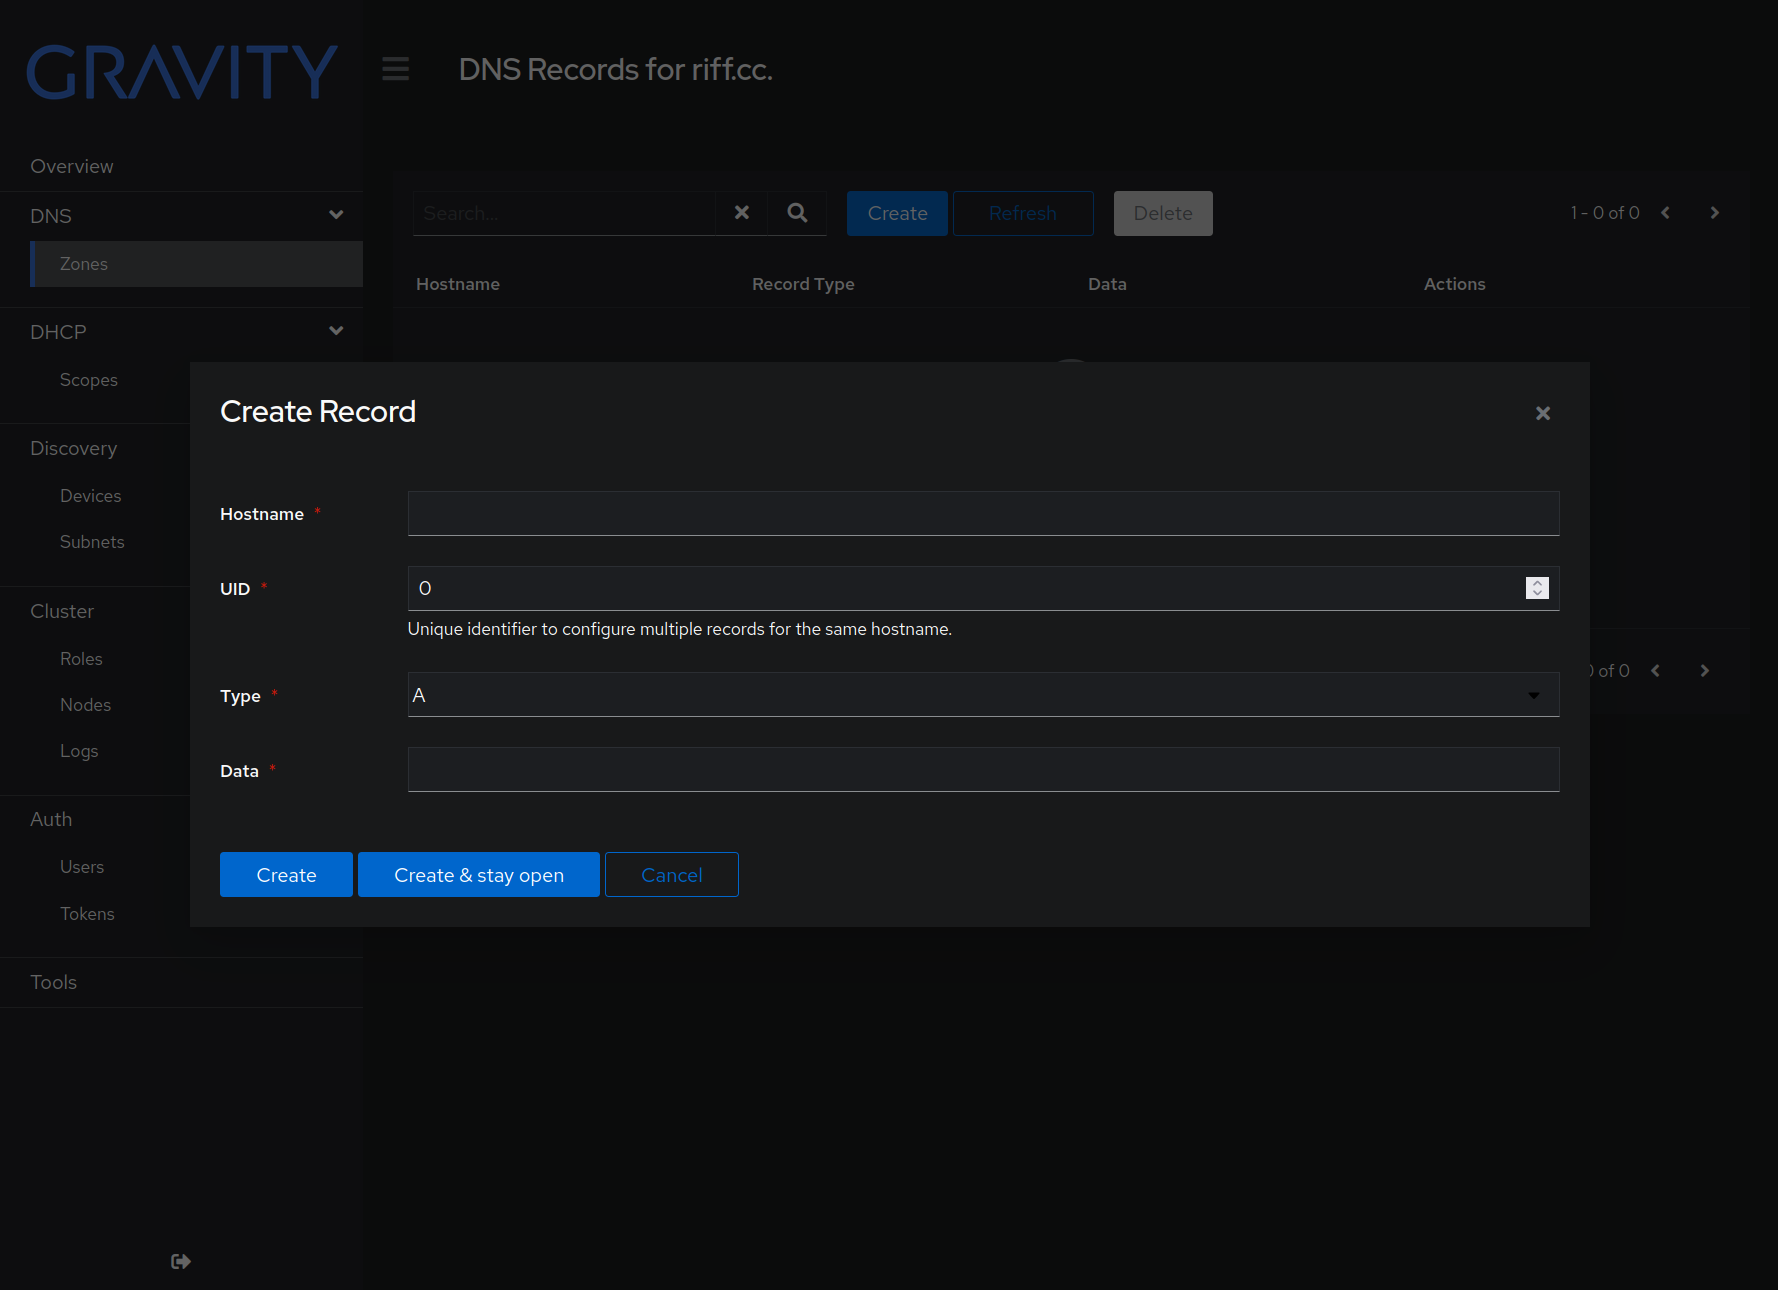 GRAVITY
DNS Records for riff.cc.
Overview
DNS
Zones
DHCP
Scopes
Discovery
Devices
Subnets
Cluster
Roles
Nodes
Logs
Auth
Users
Tokens
Tools
Search...
Create
Refresh
Delete
1 - 0 of 0
Hostname
Record Type
Data
Actions
Create Record
Hostname *
UID *
0
Unique identifier to configure multiple records for the same hostname.
Type *
A
Data *
Create
Create & stay open
Cancel
0 of 0